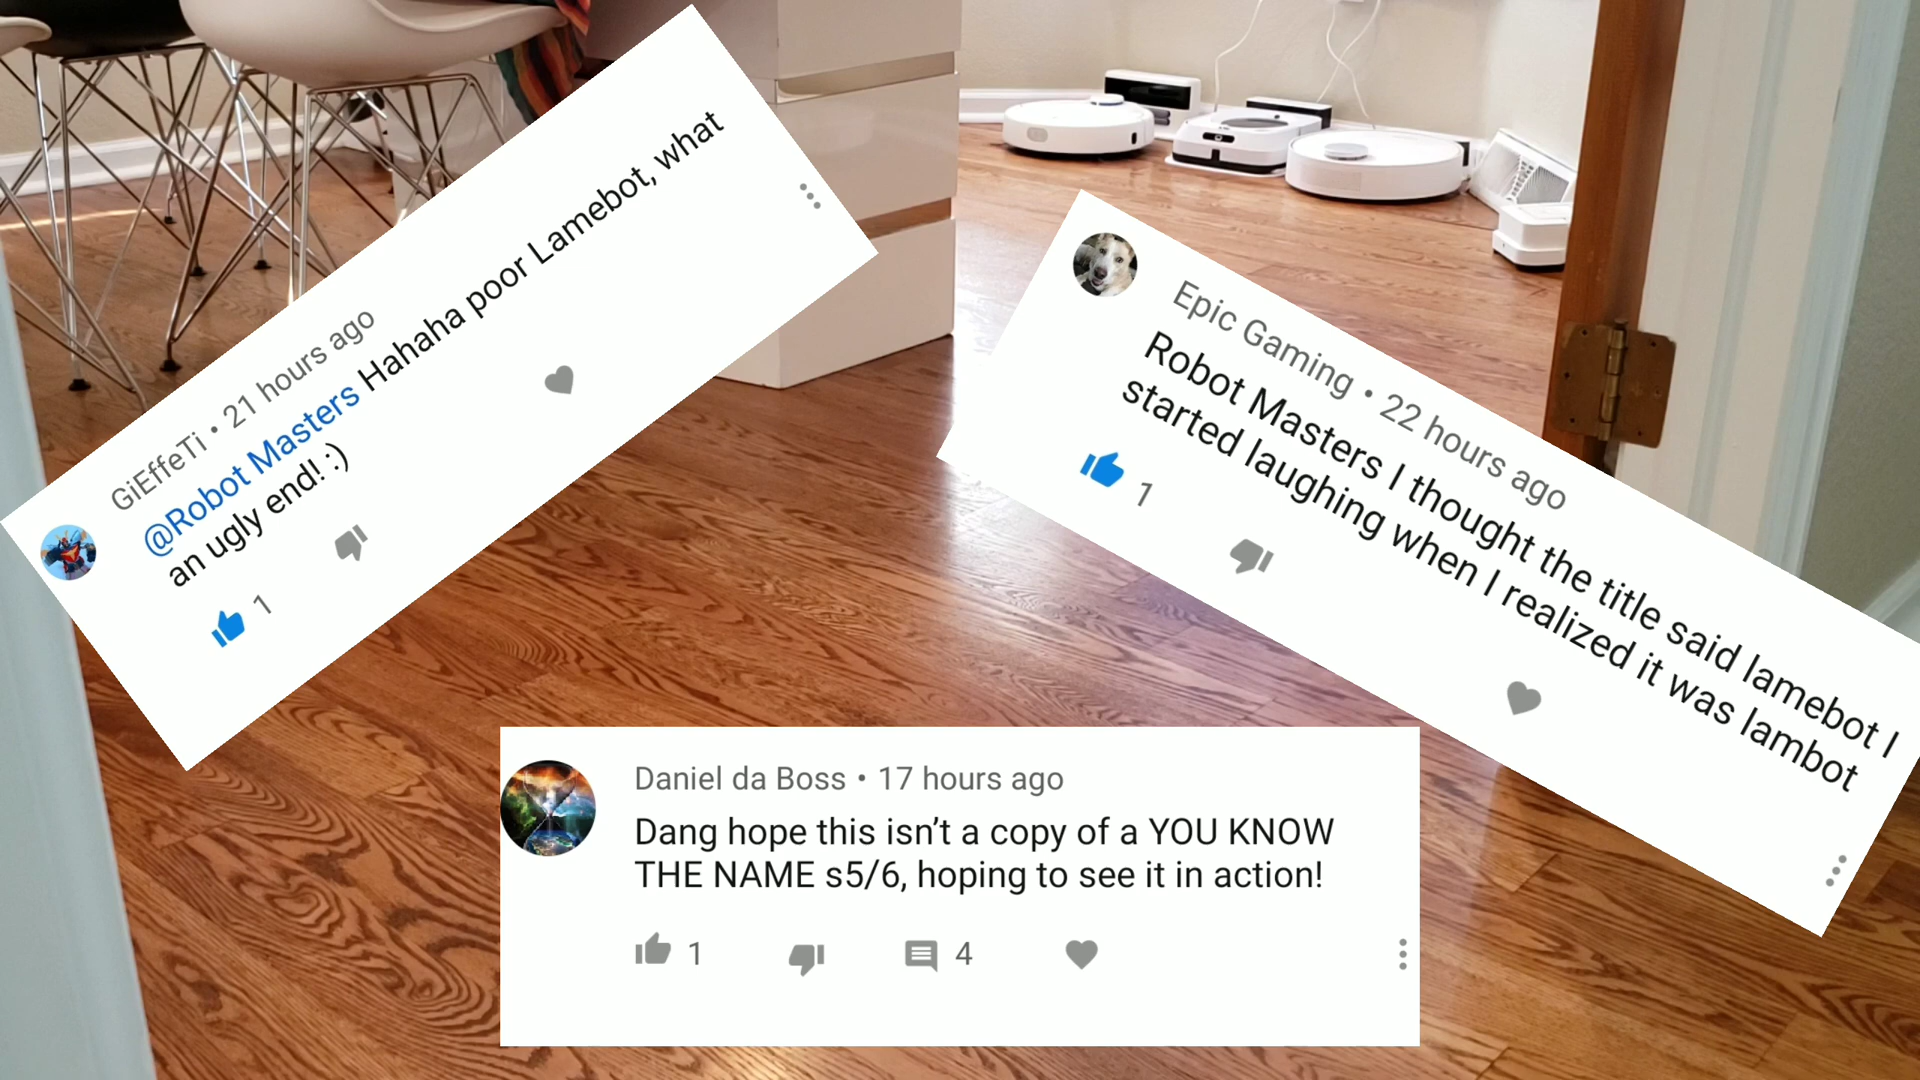 GiEffeTi • 21 hours ago
@Robot Masters Hahaha poor Lamebot, what
an ugly end! :)
1
Epic Gaming • 22 hours ago
Robot Masters I thought the title said lamebot I
started laughing when I realized it was lambot
1
Daniel da Boss • 17 hours ago
Dang hope this isn’t a copy of a YOU KNOW
THE NAME s5/6, hoping to see it in action!
1 4